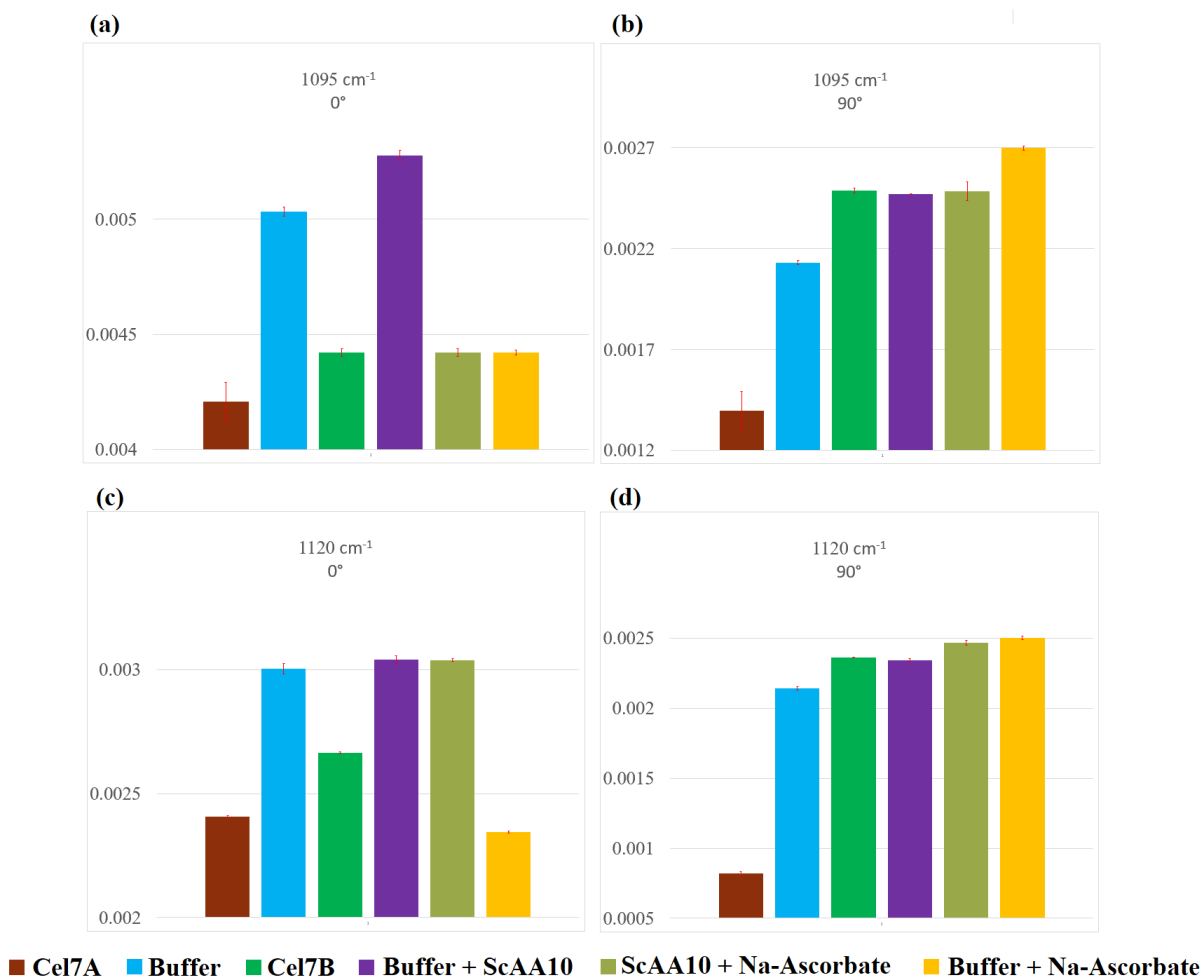 (a)
1095 cm-1
0°
0.005
0.0045
0.004
(b)
1095 cm-1
90°
0.0027
0.0022
0.0017
0.0012
(c)
1120 cm-1
0°
0.003
0.0025
0.002
(d)
1120 cm-1
90°
0.0025
0.002
0.0015
0.001
0.0005
Cel7A Buffer Cel7B Buffer + ScAA10 ScAA10 + Na-Ascorbate Buffer + Na-Ascorbate